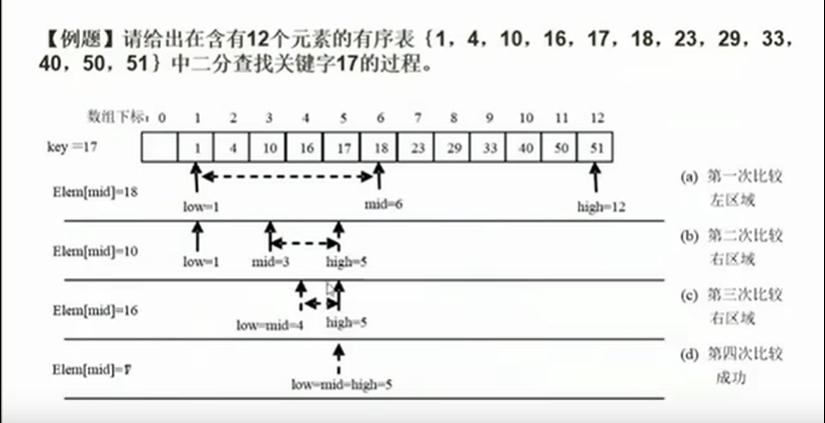 【例题】请给出在含有12个元素的有序表{1，4，10，16，17，18，23，29，33，
40，50，51}中二分查找关键字17的过程。
数组下标: 0 1 2 3 4 5 6 7 8 9 10 11 12
key=17 1 4 10 16 17 18 23 29 33 40 50 51
Elem[mid]=18 low=1 mid=6 high=12 (a) 第一次比较
左区域
Elem[mid]=10 low=1 mid=3 high=5 (b) 第二次比较
右区域
Elem[mid]=16 low=mid=4 high=5 (c) 第三次比较
右区域
Elem[mid]=17 low=mid=high=5 (d) 第四次比较
成功